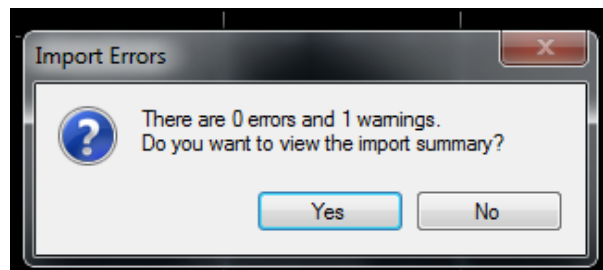 Import Errors
There are 0 errors and 1 warnings.
Do you want to view the import summary?
Yes
No